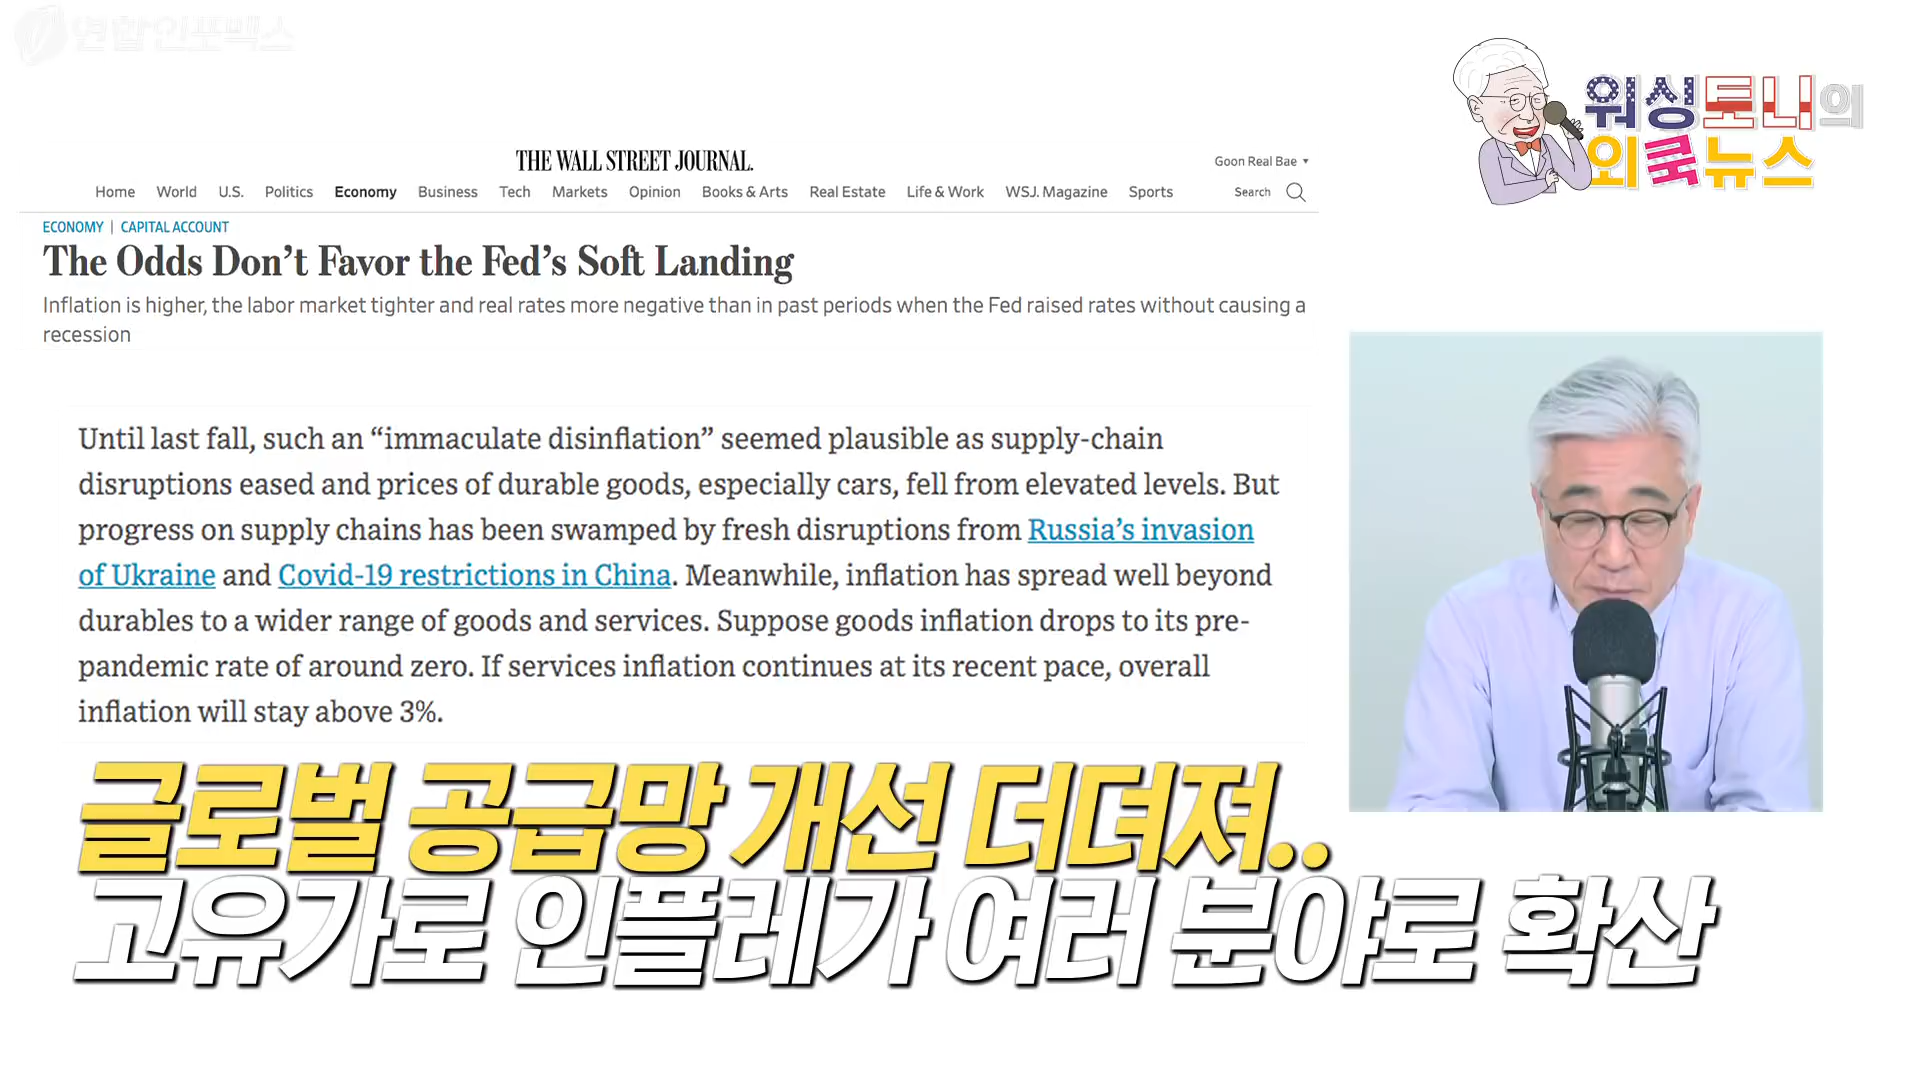 연합인포맥스
워싱토니의
외쿡뉴스
THE WALL STREET JOURNAL.
Goon Real Bae
Home World U.S. Politics Economy Business Tech Markets Opinion Books & Arts Real Estate Life & Work WSJ. Magazine Sports Search
ECONOMY | CAPITAL ACCOUNT
The Odds Don’t Favor the Fed’s Soft Landing
Inflation is higher, the labor market tighter and real rates more negative than in past periods when the Fed raised rates without causing a
recession
Until last fall, such an “immaculate disinflation” seemed plausible as supply-chain
disruptions eased and prices of durable goods, especially cars, fell from elevated levels. But
progress on supply chains has been swamped by fresh disruptions from Russia’s invasion
of Ukraine and Covid-19 restrictions in China. Meanwhile, inflation has spread well beyond
durables to a wider range of goods and services. Suppose goods inflation drops to its pre-
pandemic rate of around zero. If services inflation continues at its recent pace, overall
inflation will stay above 3%.
글로벌 공급망 개선 더뎌져..
고유가로 인플레가 여러 분야로 확산